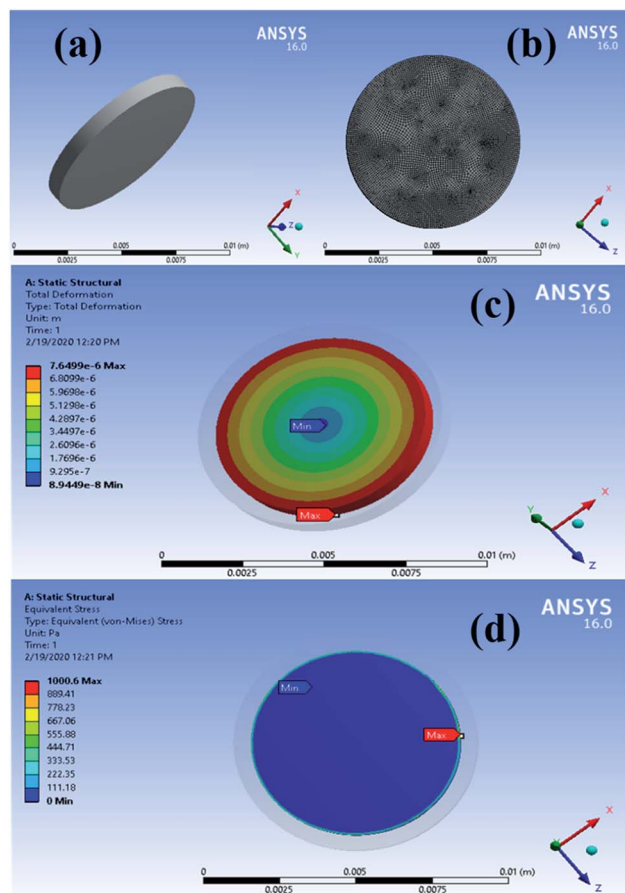 (a)
ANSYS
16.0
X
Z
Y
0 0.005 0.01 (m)
0.0025 0.0075
(b)
ANSYS
16.0
X
Z
0 0.005 0.01 (m)
0.0025 0.0075
A: Static Structural
Total Deformation
Type: Total Deformation
Unit: m
Time: 1
2/19/2020 12:20 PM
(c)
ANSYS
16.0
7.6499e-6 Max
6.8099e-6
5.9698e-6
5.1298e-6
4.2897e-6
3.4497e-6
2.6096e-6
1.7696e-6
9.295e-7
8.9449e-8 Min
Min
Max
Y
X
Z
0 0.005 0.01 (m)
0.0025 0.0075
A: Static Structural
Equivalent Stress
Type: Equivalent (von-Mises) Stress
Unit: Pa
Time: 1
2/19/2020 12:21 PM
(d)
ANSYS
16.0
1000.6 Max
889.41
778.23
667.06
555.88
444.71
333.53
222.35
111.18
0 Min
Min
Max
X
Z
0 0.005 0.01 (m)
0.0025 0.0075